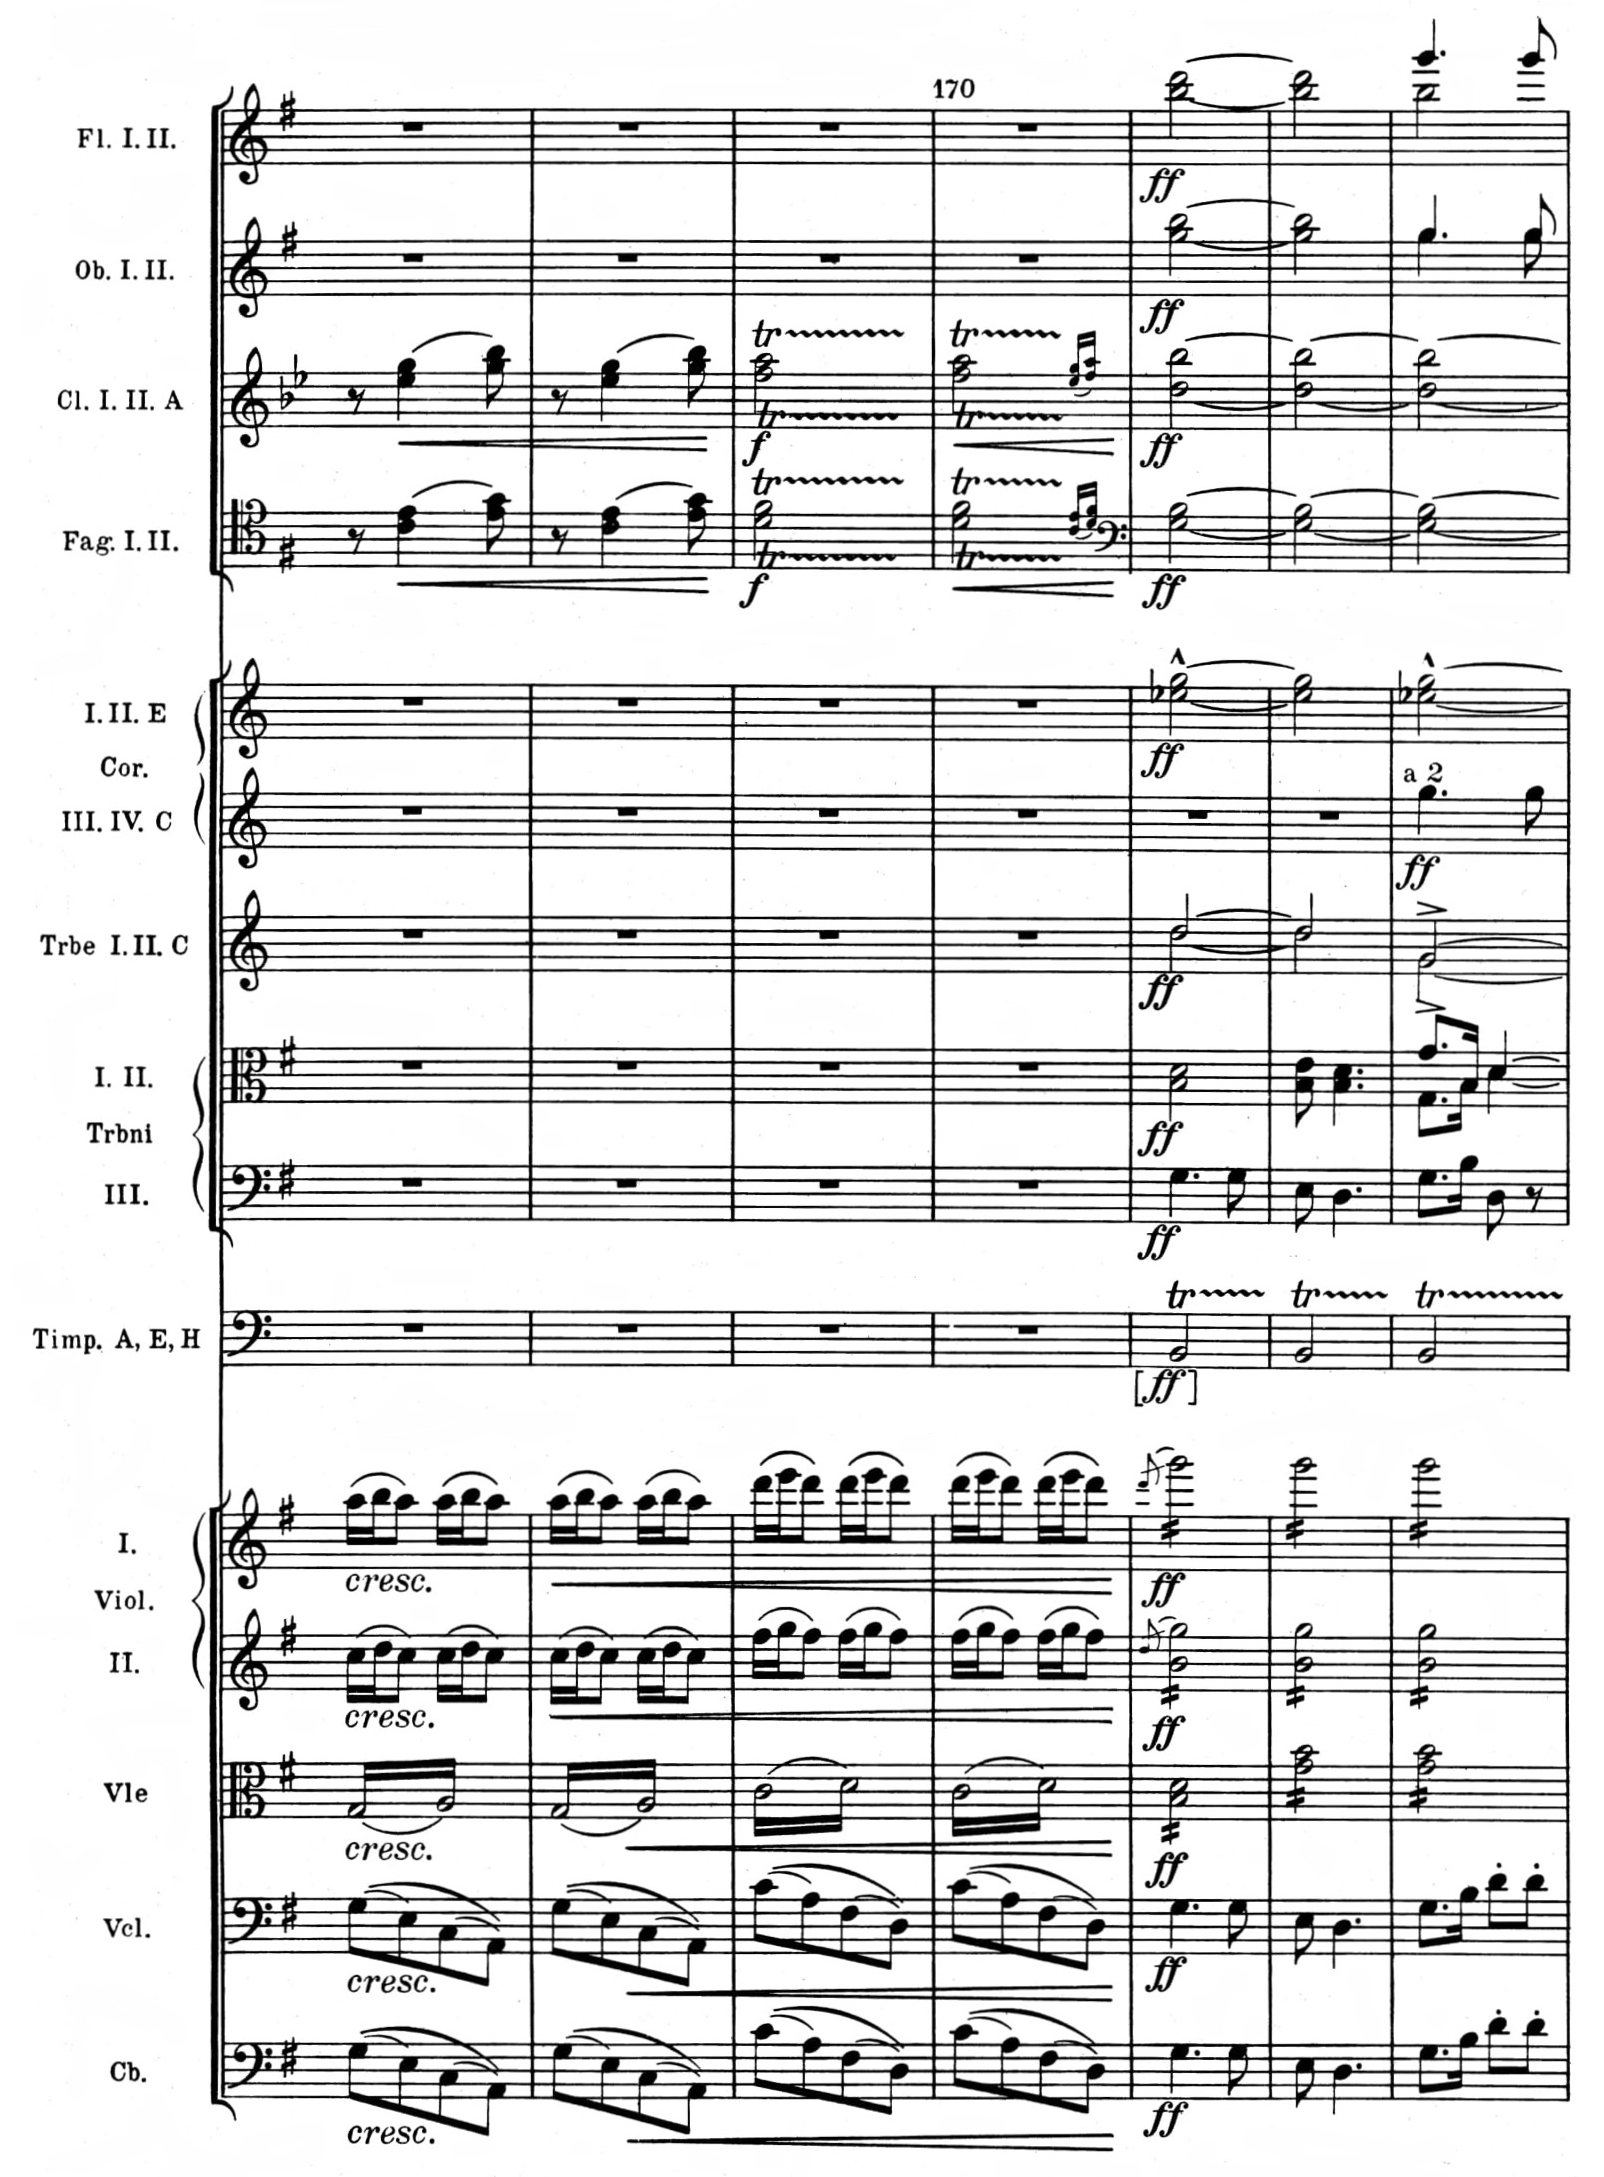 170
Fl. I. II.
ff
Ob. I. II.
ff
tr tr
Cl. I. II. A
tr tr
f ff
tr tr
Fag. I. II.
tr tr
f ff
I. II. E
ff
Cor.
a 2
III. IV. C
ff
Trbe I. II. C
ff
I. II.
ff
Trbni
III.
ff
tr tr tr
Timp. A, E, H
[ff]
I.
cresc. ff
Viol.
II.
cresc. ff
Vle
cresc. ff
Vcl.
cresc. ff
Cb.
cresc. ff